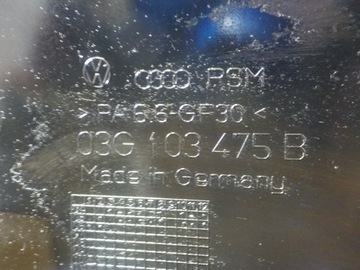 PSM
>PA6.6-GF30<
03G 103 475 B
Made in Germany